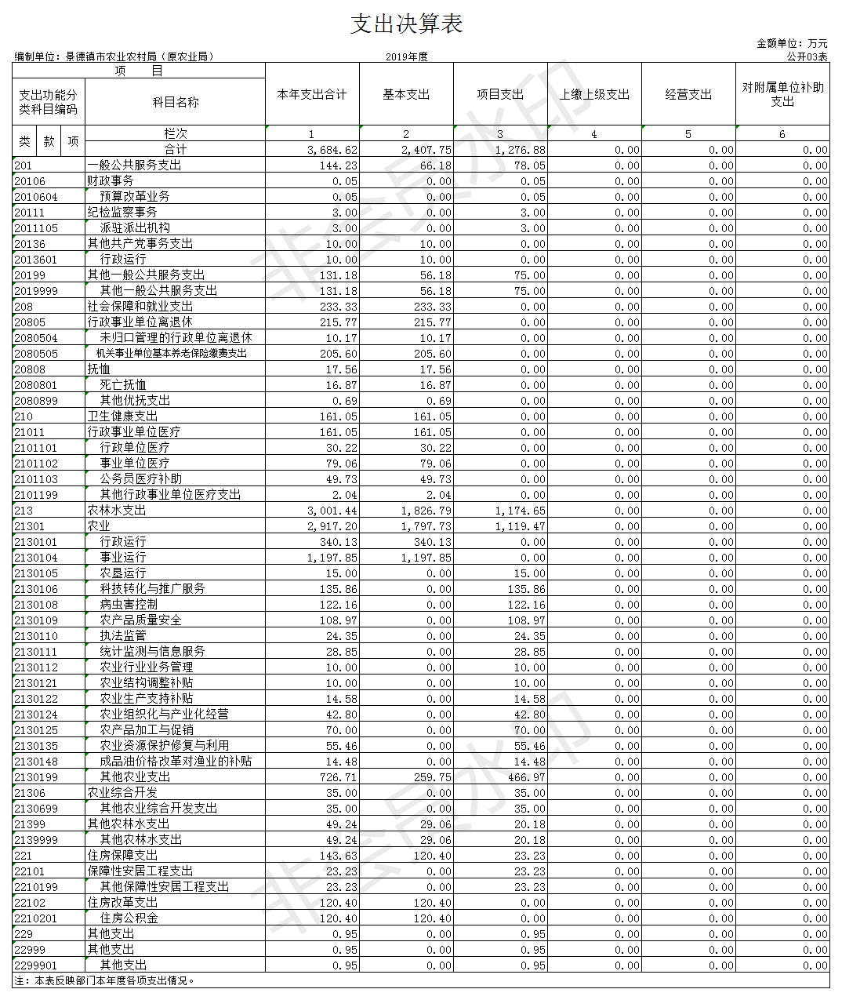 支出决算表
金额单位：万元
编制单位：景德镇市农业农村局（原农业局） 2019年度 公开03表
项 目 本年支出合计 基本支出 项目支出 上缴上级支出 经营支出 对附属单位补助支出
支出功能分类科目编码 科目名称
类 款 项 栏次 1 2 3 4 5 6
合计 3,684.62 2,407.75 1,276.88 0.00 0.00 0.00
201 一般公共服务支出 144.23 66.18 78.05 0.00 0.00 0.00
20106 财政事务 0.05 0.00 0.05 0.00 0.00 0.00
2010604 预算改革业务 0.05 0.00 0.05 0.00 0.00 0.00
20111 纪检监察事务 3.00 0.00 3.00 0.00 0.00 0.00
2011105 派驻派出机构 3.00 0.00 3.00 0.00 0.00 0.00
20136 其他共产党事务支出 10.00 10.00 0.00 0.00 0.00 0.00
2013601 行政运行 10.00 10.00 0.00 0.00 0.00 0.00
20199 其他一般公共服务支出 131.18 56.18 75.00 0.00 0.00 0.00
2019999 其他一般公共服务支出 131.18 56.18 75.00 0.00 0.00 0.00
208 社会保障和就业支出 233.33 233.33 0.00 0.00 0.00 0.00
20805 行政事业单位离退休 215.77 215.77 0.00 0.00 0.00 0.00
2080504 未归口管理的行政单位离退休 10.17 10.17 0.00 0.00 0.00 0.00
2080505 机关事业单位基本养老保险缴费支出 205.60 205.60 0.00 0.00 0.00 0.00
20808 抚恤 17.56 17.56 0.00 0.00 0.00 0.00
2080801 死亡抚恤 16.87 16.87 0.00 0.00 0.00 0.00
2080899 其他优抚支出 0.69 0.69 0.00 0.00 0.00 0.00
210 卫生健康支出 161.05 161.05 0.00 0.00 0.00 0.00
21011 行政事业单位医疗 161.05 161.05 0.00 0.00 0.00 0.00
2101101 行政单位医疗 30.22 30.22 0.00 0.00 0.00 0.00
2101102 事业单位医疗 79.06 79.06 0.00 0.00 0.00 0.00
2101103 公务员医疗补助 49.73 49.73 0.00 0.00 0.00 0.00
2101199 其他行政事业单位医疗支出 2.04 2.04 0.00 0.00 0.00 0.00
213 农林水支出 3,001.44 1,826.79 1,174.65 0.00 0.00 0.00
21301 农业 2,917.20 1,797.73 1,119.47 0.00 0.00 0.00
2130101 行政运行 340.13 340.13 0.00 0.00 0.00 0.00
2130104 事业运行 1,197.85 1,197.85 0.00 0.00 0.00 0.00
2130105 农垦运行 15.00 0.00 15.00 0.00 0.00 0.00
2130106 科技转化与推广服务 135.86 0.00 135.86 0.00 0.00 0.00
2130108 病虫害控制 122.16 0.00 122.16 0.00 0.00 0.00
2130109 农产品质量安全 108.97 0.00 108.97 0.00 0.00 0.00
2130110 执法监管 24.35 0.00 24.35 0.00 0.00 0.00
2130111 统计监测与信息服务 28.85 0.00 28.85 0.00 0.00 0.00
2130112 农业行业业务管理 10.00 0.00 10.00 0.00 0.00 0.00
2130121 农业结构调整补贴 10.00 0.00 10.00 0.00 0.00 0.00
2130122 农业生产支持补贴 14.58 0.00 14.58 0.00 0.00 0.00
2130124 农业组织化与产业化经营 42.80 0.00 42.80 0.00 0.00 0.00
2130125 农产品加工与促销 70.00 0.00 70.00 0.00 0.00 0.00
2130135 农业资源保护修复与利用 55.46 0.00 55.46 0.00 0.00 0.00
2130148 成品油价格改革对渔业的补贴 14.48 0.00 14.48 0.00 0.00 0.00
2130199 其他农业支出 726.71 259.75 466.97 0.00 0.00 0.00
21306 农业综合开发 35.00 0.00 35.00 0.00 0.00 0.00
2130699 其他农业综合开发支出 35.00 0.00 35.00 0.00 0.00 0.00
21399 其他农林水支出 49.24 29.06 20.18 0.00 0.00 0.00
2139999 其他农林水支出 49.24 29.06 20.18 0.00 0.00 0.00
221 住房保障支出 143.63 120.40 23.23 0.00 0.00 0.00
22101 保障性安居工程支出 23.23 0.00 23.23 0.00 0.00 0.00
2210199 其他保障性安居工程支出 23.23 0.00 23.23 0.00 0.00 0.00
22102 住房改革支出 120.40 120.40 0.00 0.00 0.00 0.00
2210201 住房公积金 120.40 120.40 0.00 0.00 0.00 0.00
229 其他支出 0.95 0.00 0.95 0.00 0.00 0.00
22999 其他支出 0.95 0.00 0.95 0.00 0.00 0.00
2299901 其他支出 0.95 0.00 0.95 0.00 0.00 0.00
注：本表反映部门本年度各项支出情况。
非会员水印
非会员水印